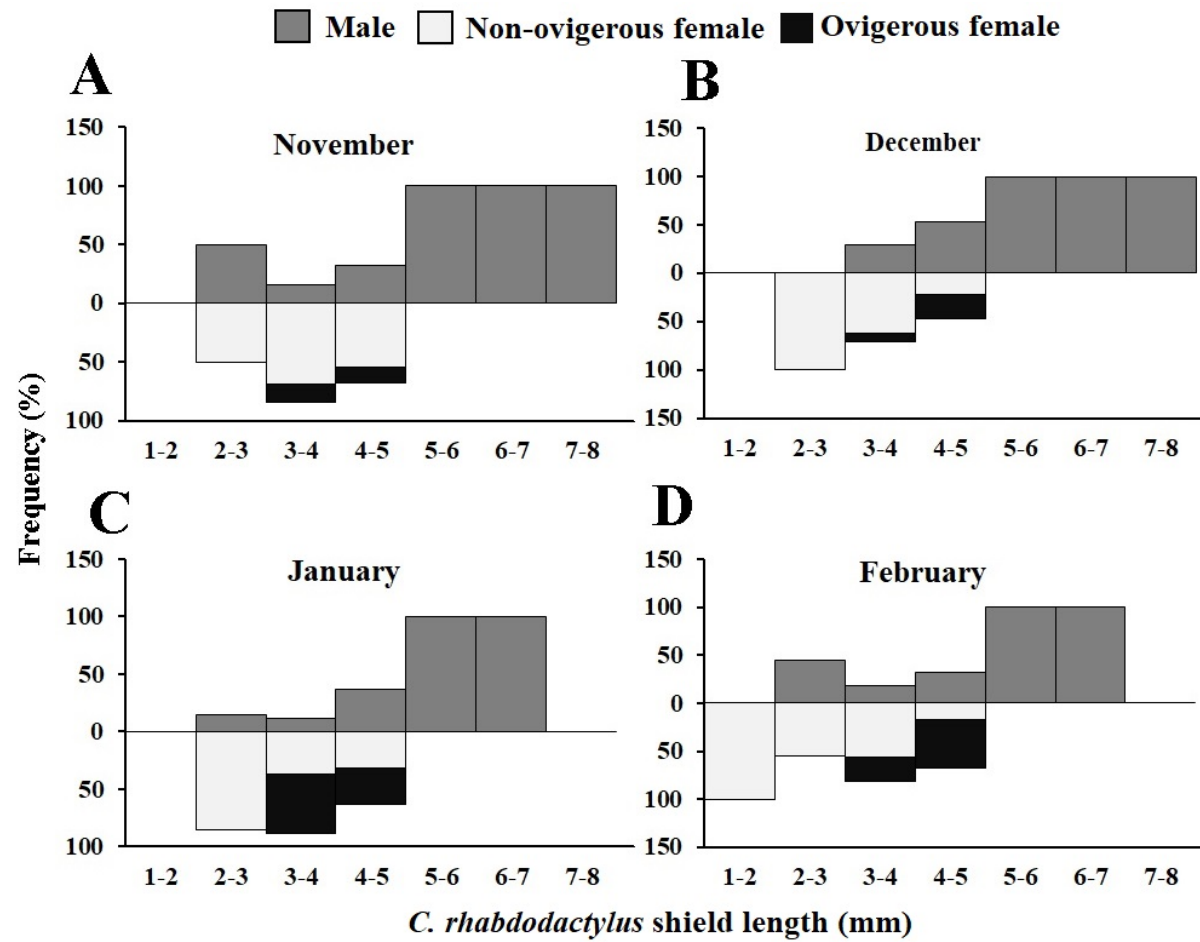 Male Non-ovigerous female Ovigerous female
A
November
150
100
50
0
50
100
1-2 2-3 3-4 4-5 5-6 6-7 7-8
B
December
150
100
50
0
50
100
150
1-2 2-3 3-4 4-5 5-6 6-7 7-8
Frequency (%)
C
January
150
100
50
0
50
100
1-2 2-3 3-4 4-5 5-6 6-7 7-8
D
February
150
100
50
0
50
100
150
1-2 2-3 3-4 4-5 5-6 6-7 7-8
C. rhabdodactylus shield length (mm)